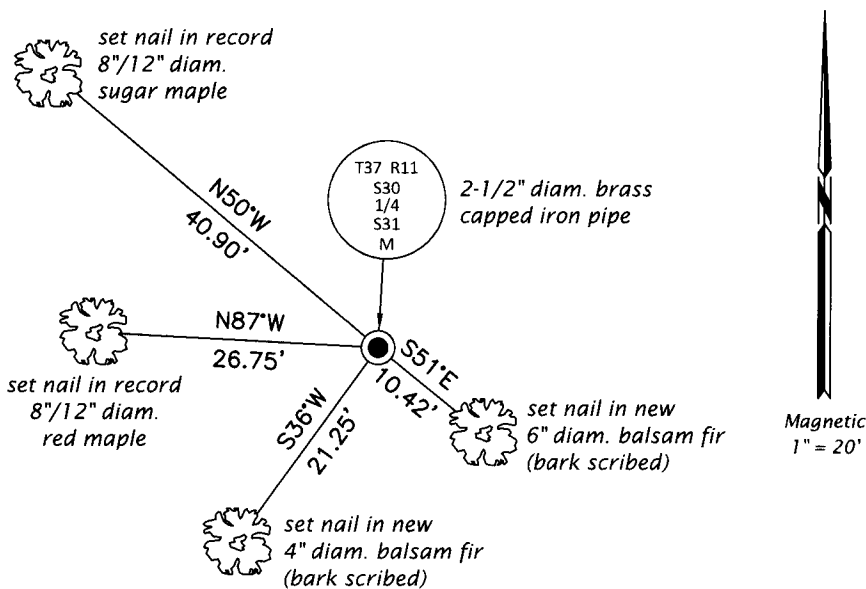 set nail in record
8"/12" diam.
sugar maple
N50°W
40.90'
T37 R11
S30
1/4
S31
M
2-1/2" diam. brass
capped iron pipe
N87°W
26.75'
set nail in record
8"/12" diam.
red maple
S51°E
10.42'
set nail in new
6" diam. balsam fir
(bark scribed)
S36°W
21.25'
set nail in new
4" diam. balsam fir
(bark scribed)
N
Magnetic
1" = 20'